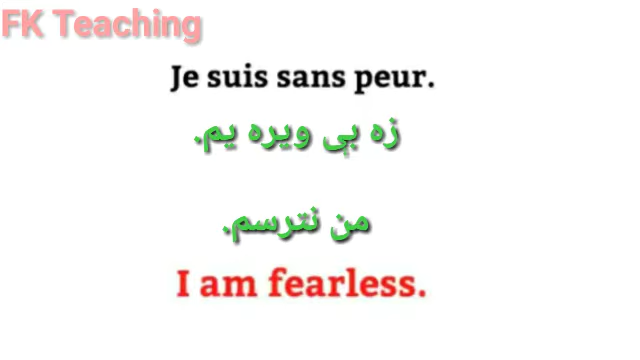 FK Teaching
Je suis sans peur.
زه بې ویره یم.
من نترسم.
I am fearless.